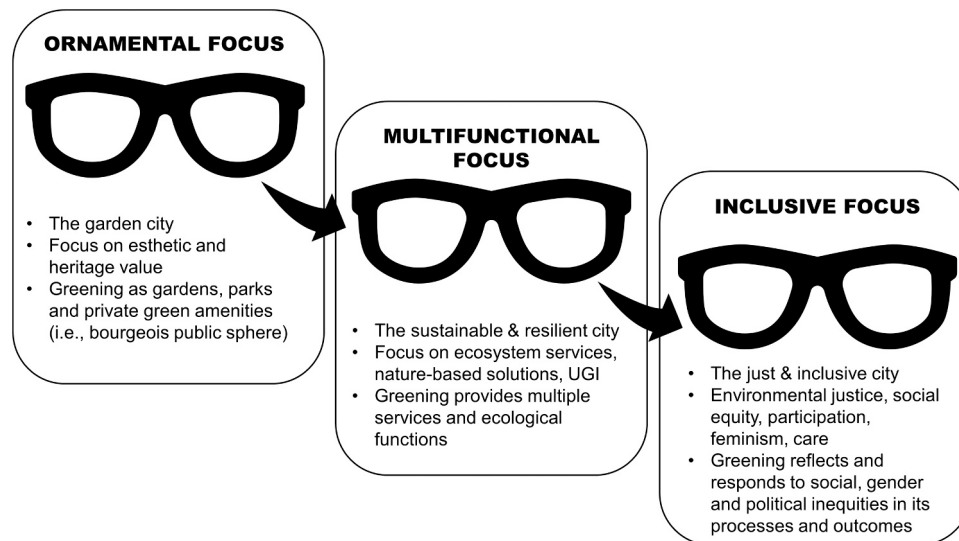 ORNAMENTAL FOCUS
• The garden city
• Focus on esthetic and
heritage value
• Greening as gardens, parks
and private green amenities
(i.e., bourgeois public sphere)
MULTIFUNCTIONAL
FOCUS
• The sustainable & resilient city
• Focus on ecosystem services,
nature-based solutions, UGI
• Greening provides multiple
services and ecological
functions
INCLUSIVE FOCUS
• The just & inclusive city
• Environmental justice, social
equity, participation,
feminism, care
• Greening reflects and
responds to social, gender
and political inequities in its
processes and outcomes